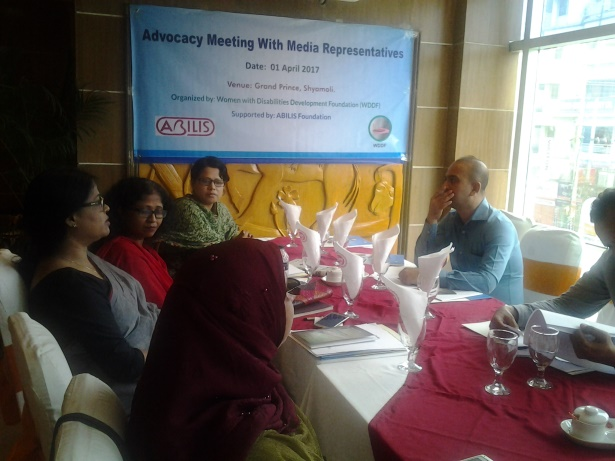 Advocacy Meeting With Media Representatives
Date: 01 April 2017
Venue: Grand Prince, Shyamoli.
Organized by: Women with Disabilities Development Foundation (WDDF)
Supported by: ABILIS Foundation
ABILIS
WDDF